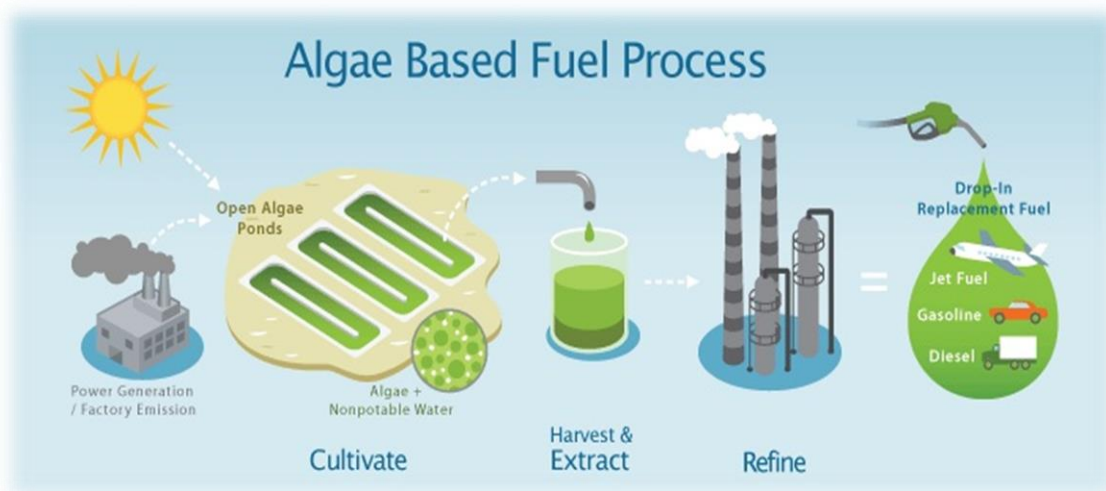 Algae Based Fuel Process
Open Algae
Ponds
Power Generation
/ Factory Emission
Algae +
Nonpotable Water
Cultivate
Harvest &
Extract
Refine
=
Drop-In
Replacement Fuel
Jet Fuel
Gasoline
Diesel